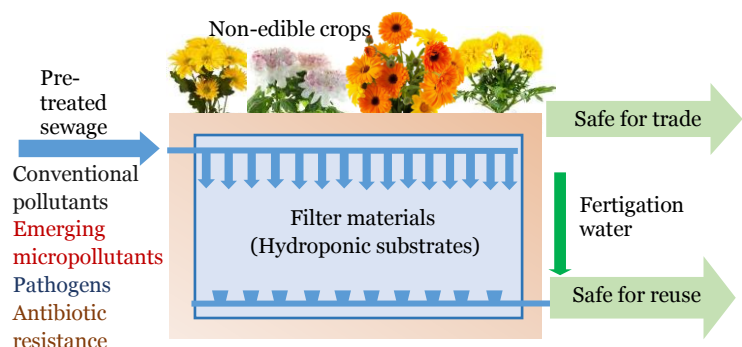 Non-edible crops
Pre-
treated
sewage
Safe for trade
Conventional
pollutants
Emerging
micropollutants
Pathogens
Antibiotic
resistance
Filter materials
(Hydroponic substrates)
Fertigation
water
Safe for reuse